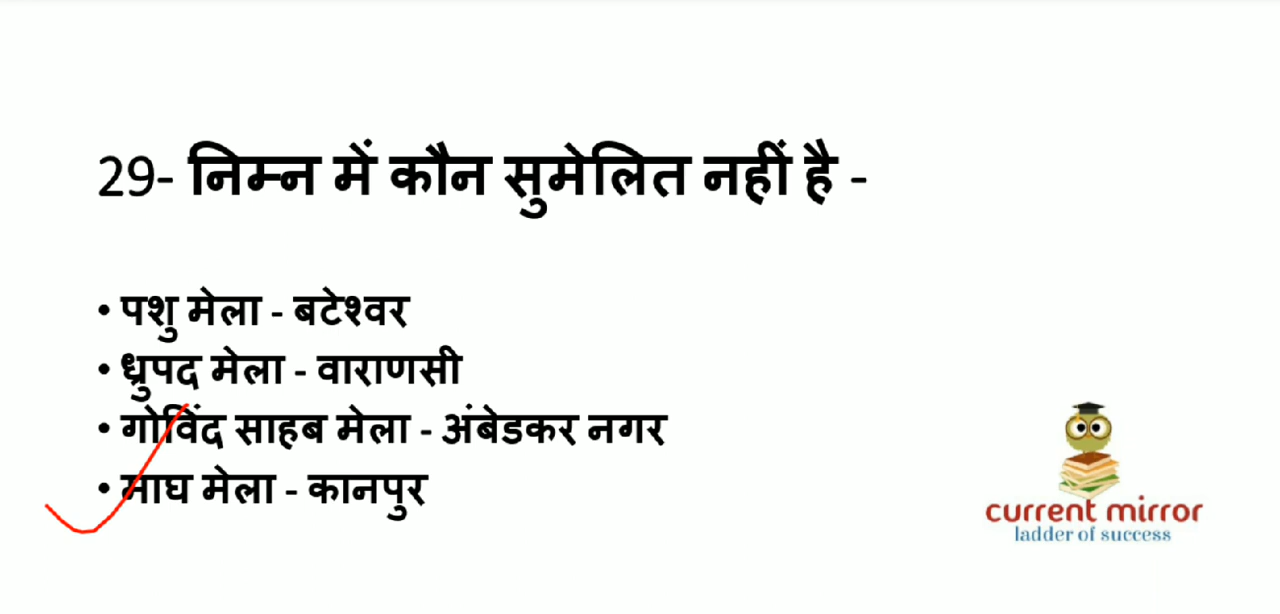 29- निम्न में कौन सुमेलित नहीं है -
• पशु मेला - बटेश्वर
• ध्रुपद मेला - वाराणसी
• गोविंद साहब मेला - अंबेडकर नगर
• माघ मेला - कानपुर
current mirror
ladder of success